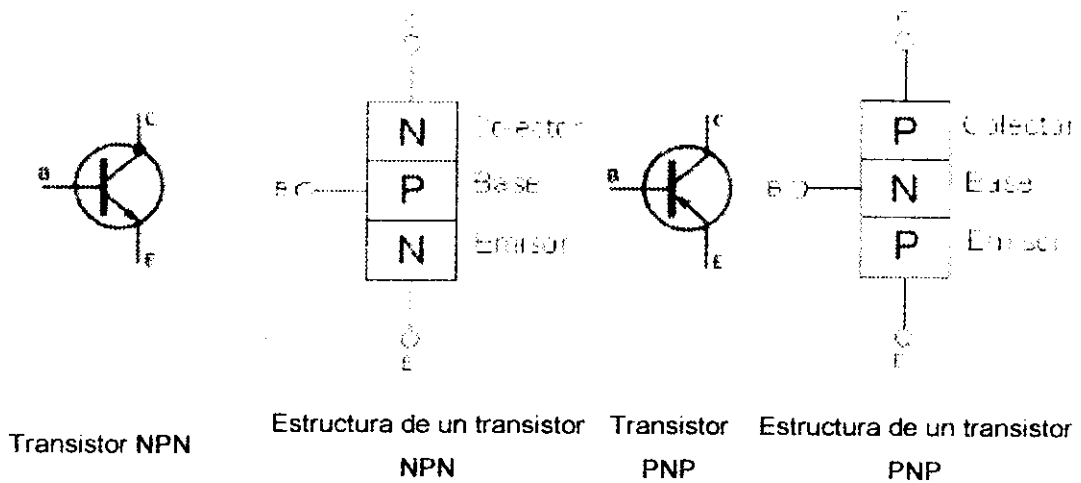 C
B
E
N Colector
B P Base
N Emisor
E
C
B
E
P Colector
B N Base
P Emisor
E
Transistor NPN
Estructura de un transistor
NPN
Transistor
PNP
Estructura de un transistor
PNP